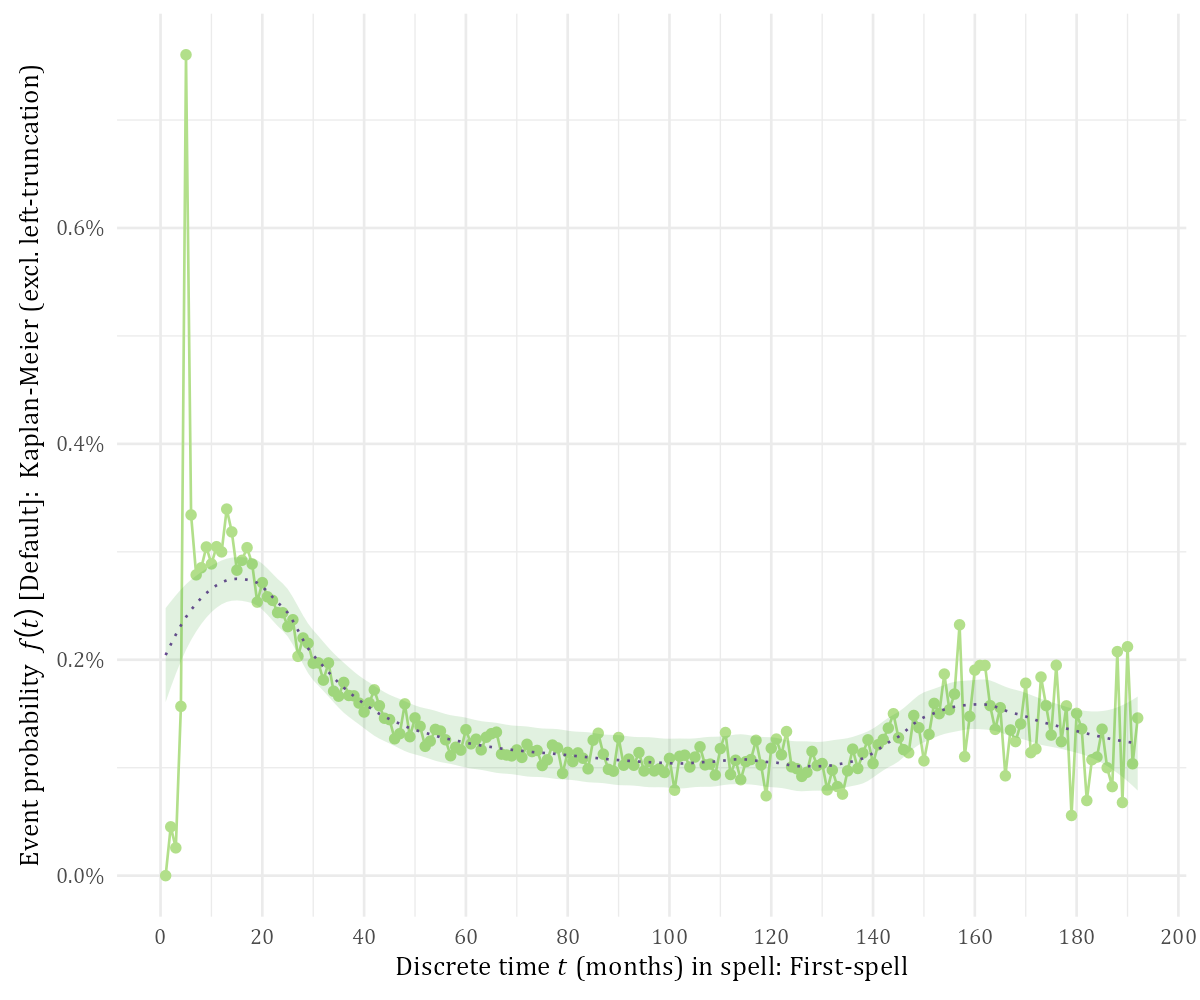 Event probability f(t) [Default]: Kaplan-Meier (excl. left-truncation)
0.6%
0.4%
0.2%
0.0%
0 20 40 60 80 100 120 140 160 180 200
Discrete time t (months) in spell: First-spell